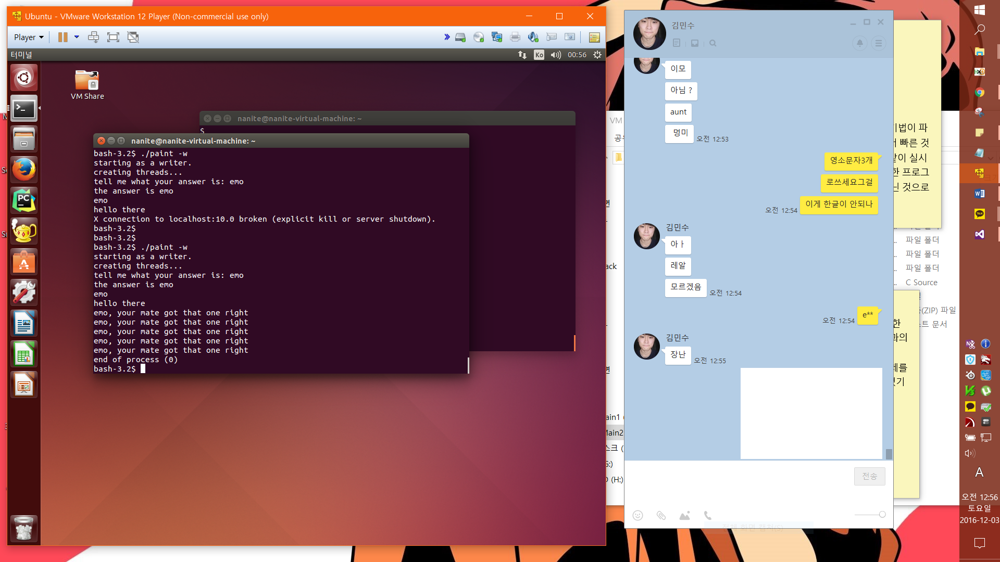 Ubuntu - VMware Workstation 12 Player (Non-commercial use only)
Player
터미널
Ko
00:56
VM Share
nanite@nanite-virtual-machine: ~
$
nanite@nanite-virtual-machine: ~
bash-3.2$ ./paint -w
starting as a writer.
creating threads...
tell me what your answer is: emo
the answer is emo
emo
hello there
X connection to localhost:10.0 broken (explicit kill or server shutdown).
bash-3.2$
bash-3.2$
bash-3.2$ ./paint -w
starting as a writer.
creating threads...
tell me what your answer is: emo
the answer is emo
emo
hello there
emo, your mate got that one right
emo, your mate got that one right
emo, your mate got that one right
emo, your mate got that one right
emo, your mate got that one right
end of process (0)
bash-3.2$
VM
김민수
이모
아님 ?
aunt
멍미
오전 12:53
영소문자3개
로쓰세요그걸
이게 한글이 안되나
오전 12:54
김민수
아ㅏ
레알
모르겠음
오전 12:54
e**
오전 12:54
김민수
장난
오전 12:55
전송
기법이 파
빠른 것
같이 실시
한 프로그
닌 것으로
파일 폴더
파일 폴더
파일 폴더
C Source
(ZIP) 파일
스트 문서
한
과의
제를
ack
ain1 (
Main2
스크 (
G:)
(H:)
A
오전 12:56
토요일
2016-12-03